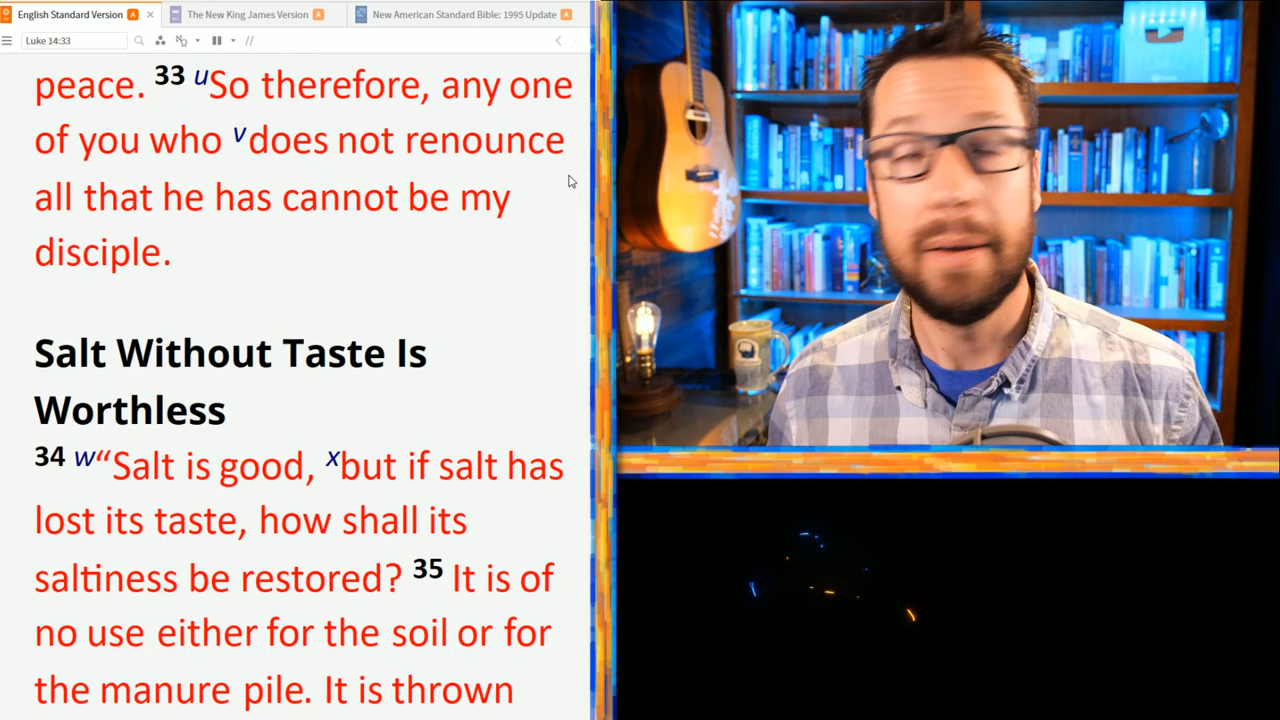 English Standard Version A
The New King James Version A
New American Standard Bible: 1995 Update A
Luke 14:33
peace. 33 uSo therefore, any one
of you who vdoes not renounce
all that he has cannot be my
disciple.
Salt Without Taste Is
Worthless
34 w“Salt is good, xbut if salt has
lost its taste, how shall its
saltiness be restored? 35 It is of
no use either for the soil or for
the manure pile. It is thrown